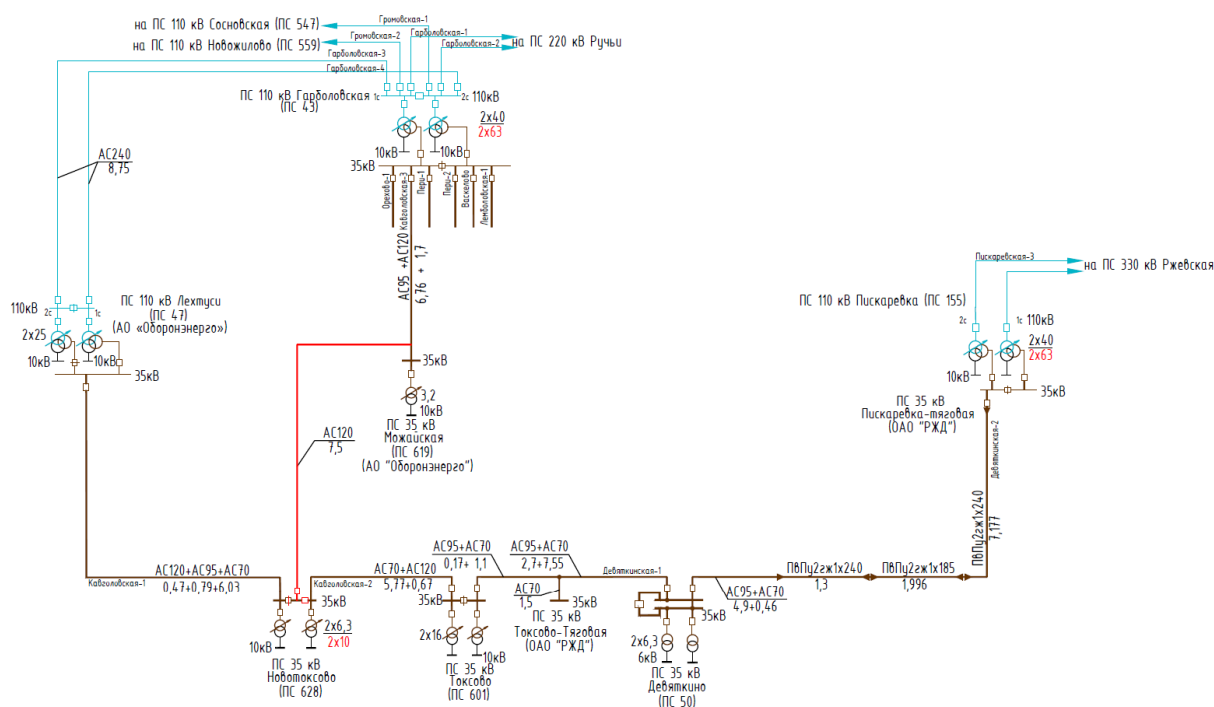 на ПС 110 кВ Сосновская (ПС 547)
Громовская-1
на ПС 110 кВ Новожилово (ПС 559)
Громовская-2
Гарболовская-1
Гарболовская-2
на ПС 220 кВ Ручьи
Гарболовская-3
Гарболовская-4
ПС 110 кВ Гарболовская
(ПС 43)
1с
2с
110кВ
2х40
2х63
10кВ
10кВ
35кВ
Орехово-1
Кавголовская-3
Пери-1
Пери-2
Васкелово
Лемболовская-1
АС240
8,75
АС95 +АС120
6,76 + 1,7
Пискаревская-3
на ПС 330 кВ Ржевская
ПС 110 кВ Пискаревка (ПС 155)
2с
1с
110кВ
2х40
2х63
10кВ
35кВ
ПС 35 кВ
Пискаревка-тяговая
(ОАО "РЖД")
ПС 110 кВ Лехтуси
(ПС 47)
(АО «Оборонэнерго»)
110кВ
2с
1с
2х25
10кВ
10кВ
35кВ
35кВ
3,2
10кВ
ПС 35 кВ
Можайская
(ПС 619)
(АО "Оборонэнерго")
АС120
7,5
Девяткинская-2
ПвПу2гж1х240
7,177
Кавголовская-1
АС120+АС95+АС70
0,47+0,79+6,03
АС70+АС120
Кавголовская-2
5,77+0,67
АС95+АС70
0,17+ 1,1
АС95+АС70
2,7+7,55
Девяткинская-1
АС70
1,5
35кВ
ПС 35 кВ
Токсово-Тяговая
(ОАО "РЖД")
АС95+АС70
4,9+0,46
ПвПу2гж1х240
1,3
ПвПу2гж1х185
1,996
35кВ
10кВ
2х6,3
2х10
ПС 35 кВ
Новотоксово
(ПС 628)
35кВ
35кВ
2х16
10кВ
ПС 35 кВ
Токсово
(ПС 601)
35кВ
2х6,3
6кВ
ПС 35 кВ
Девяткино
(ПС 50)